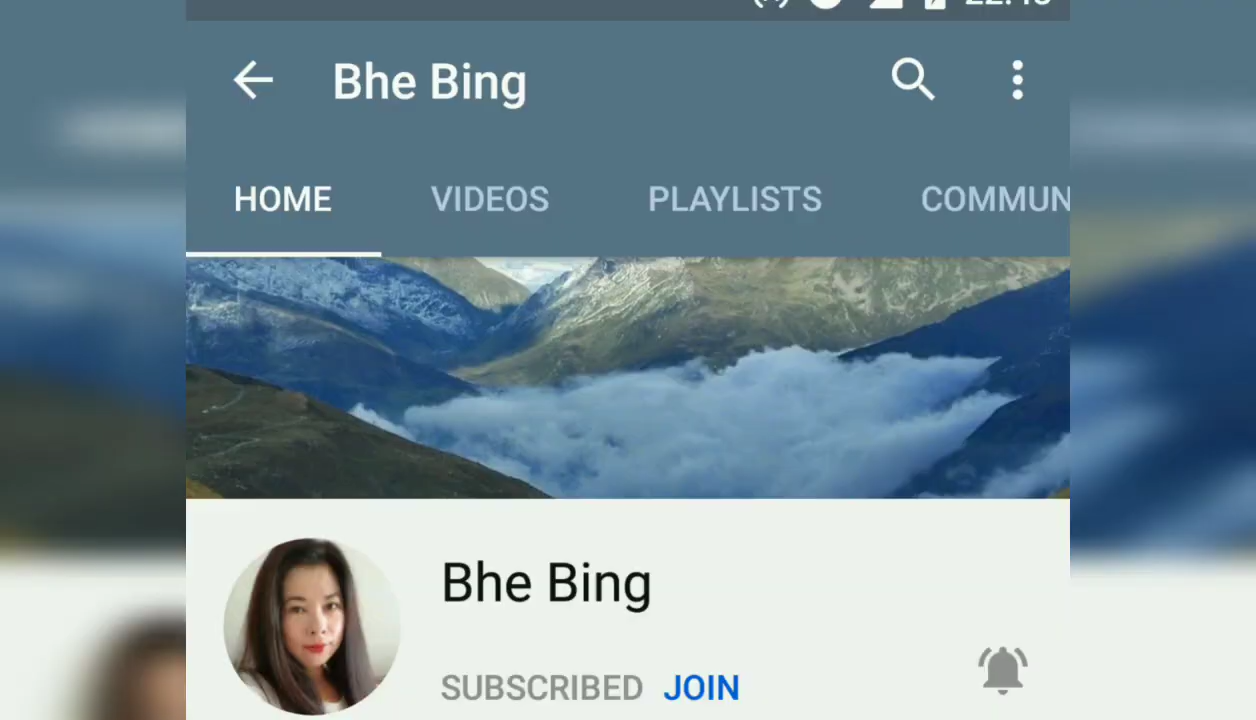 Bhe Bing
HOME VIDEOS PLAYLISTS COMMUN
Bhe Bing
SUBSCRIBED JOIN